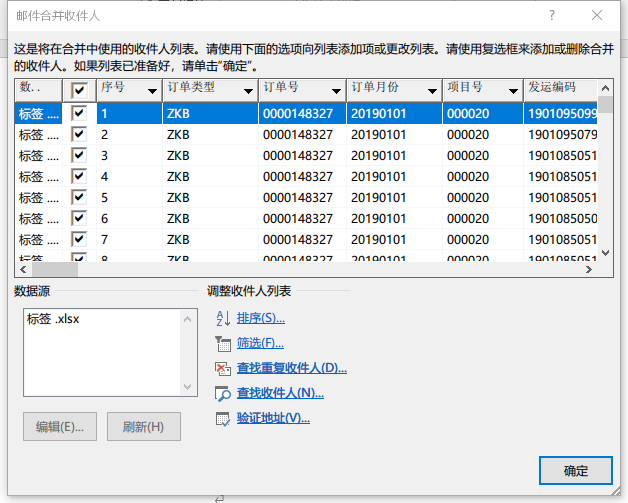 邮件合并收件人
这是将在合并中使用的收件人列表。请使用下面的选项向列表添加项或更改列表。请使用复选框来添加或删除合并
的收件人。如果列表已准备好，请单击“确定”。
数. . 序号 订单类型 订单号 订单月份 项目号 发运编码
标签 .... 1 ZKB 0000148327 20190101 000020 1901095099
标签 .... 2 ZKB 0000148327 20190101 000020 1901095079
标签 .... 3 ZKB 0000148327 20190101 000020 1901085051
标签 .... 4 ZKB 0000148327 20190101 000020 1901085051
标签 .... 5 ZKB 0000148327 20190101 000020 1901085051
标签 .... 6 ZKB 0000148327 20190101 000020 1901085050
标签 .... 7 ZKB 0000148327 20190101 000020 1901085051
标签 .... 8 ZKB 0000148327 20190101 000020 1901085051
数据源
标签 .xlsx
编辑(E)... 刷新(H)
调整收件人列表
排序(S)...
筛选(F)...
查找重复收件人(D)...
查找收件人(N)...
验证地址(V)...
确定